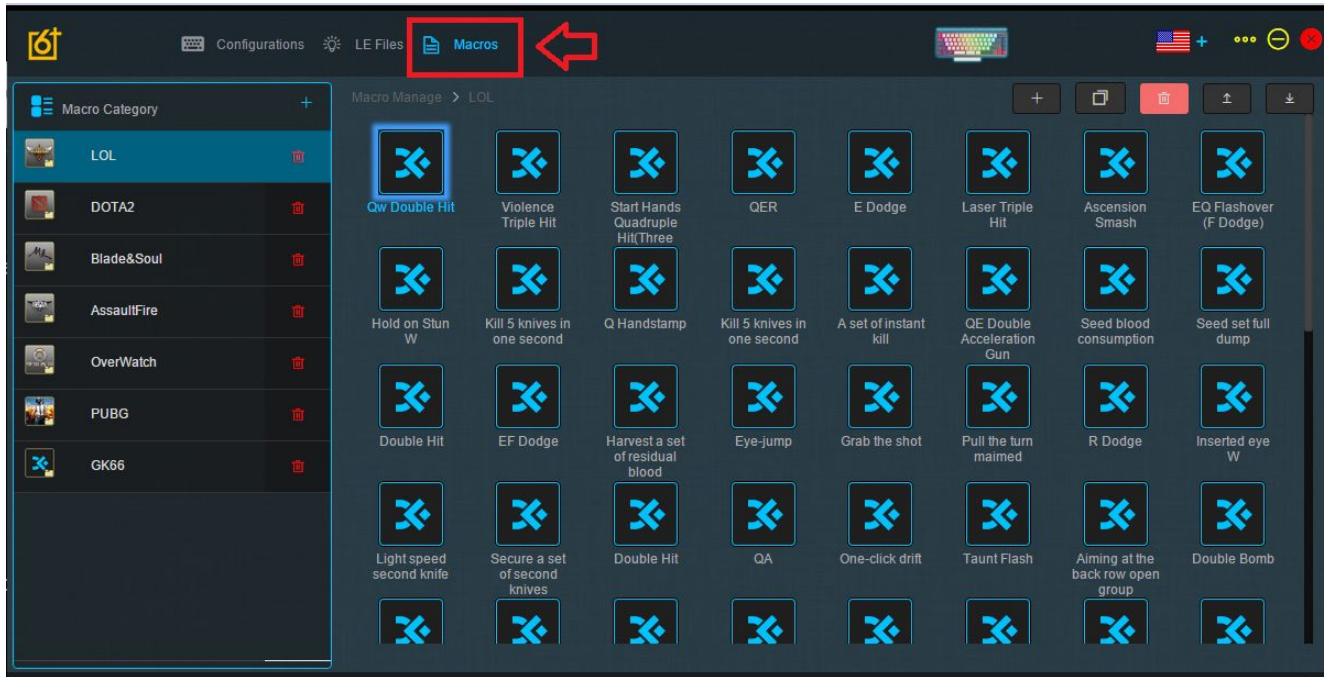 Configurations
LE Files
Macros
Macro Category
LOL
DOTA2
Blade&Soul
AssaultFire
OverWatch
PUBG
GK66
Macro Manage > LOL
Qw Double Hit
Violence
Triple Hit
Start Hands
Quadruple
Hit(Three
QER
E Dodge
Laser Triple
Hit
Ascension
Smash
EQ Flashover
(F Dodge)
Hold on Stun
W
Kill 5 knives in
one second
Q Handstamp
Kill 5 knives in
one second
A set of instant
kill
QE Double
Acceleration
Gun
Seed blood
consumption
Seed set full
dump
Double Hit
EF Dodge
Harvest a set
of residual
blood
Eye-jump
Grab the shot
Pull the turn
maimed
R Dodge
Inserted eye
W
Light speed
second knife
Secure a set
of second
knives
Double Hit
QA
One-click drift
Taunt Flash
Aiming at the
back row open
group
Double Bomb